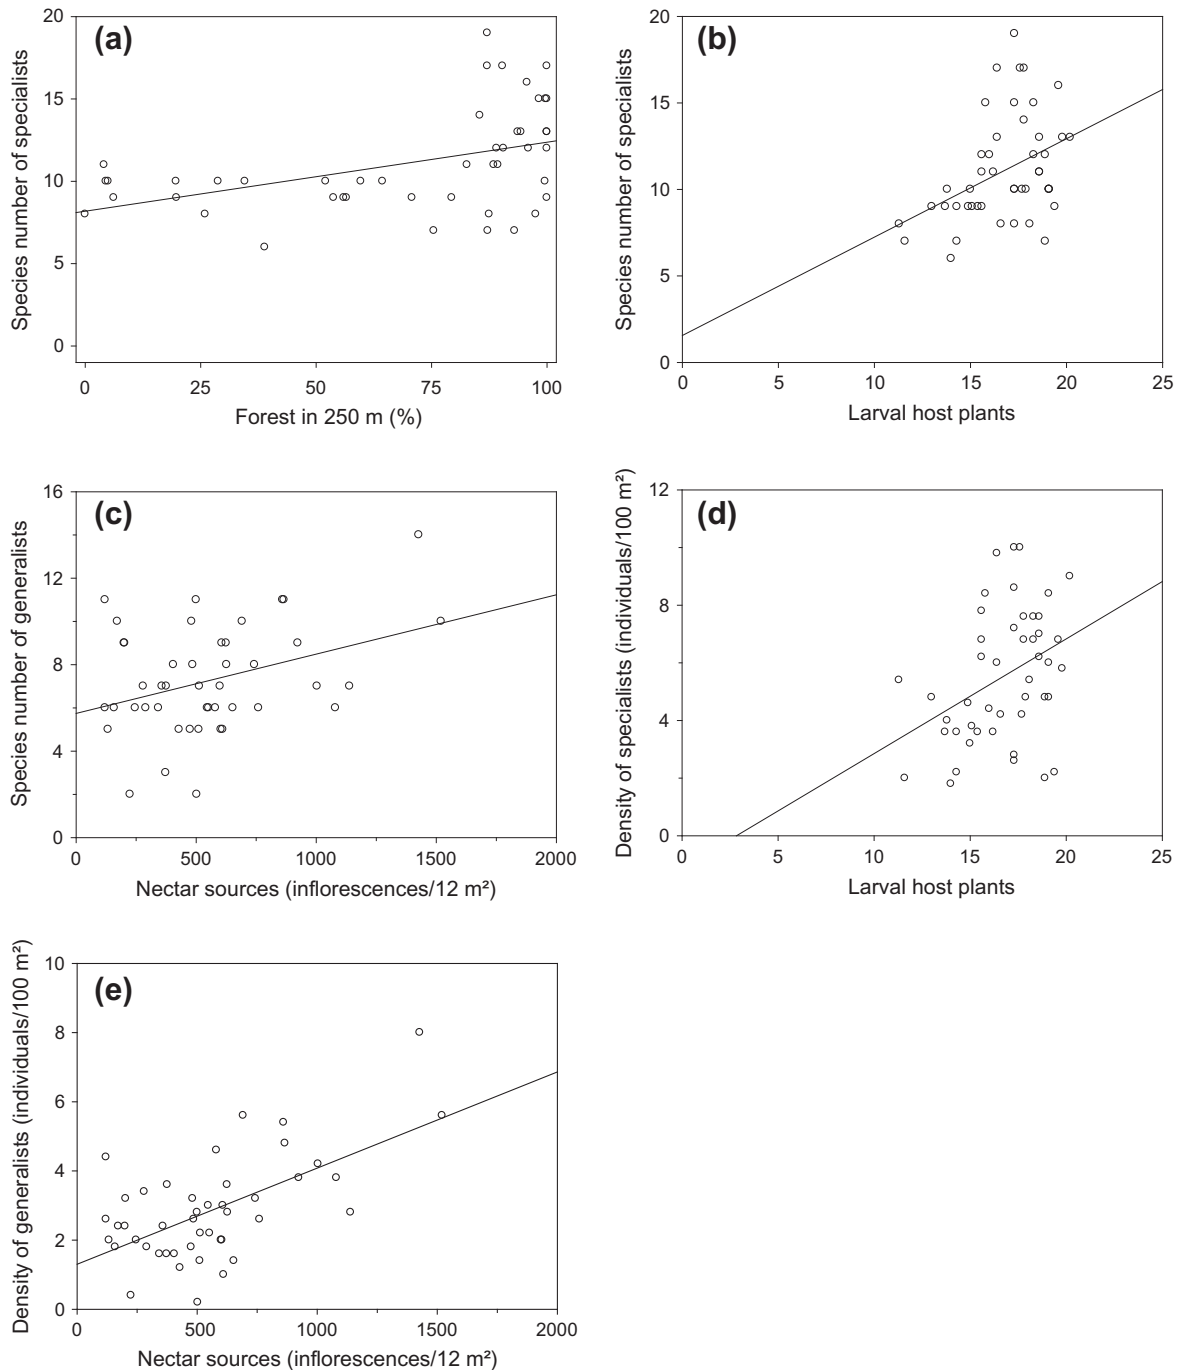 (a)
20
15
10
5
0
Species number of specialists
0 25 50 75 100
Forest in 250 m (%)
(b)
20
15
10
5
0
Species number of specialists
0 5 10 15 20 25
Larval host plants
(c)
16
12
8
4
0
Species number of generalists
0 500 1000 1500 2000
Nectar sources (inflorescences/12 m²)
(d)
12
8
4
0
Density of specialists (individuals/100 m²)
0 5 10 15 20 25
Larval host plants
(e)
10
8
6
4
2
0
Density of generalists (individuals/100 m²)
0 500 1000 1500 2000
Nectar sources (inflorescences/12 m²)